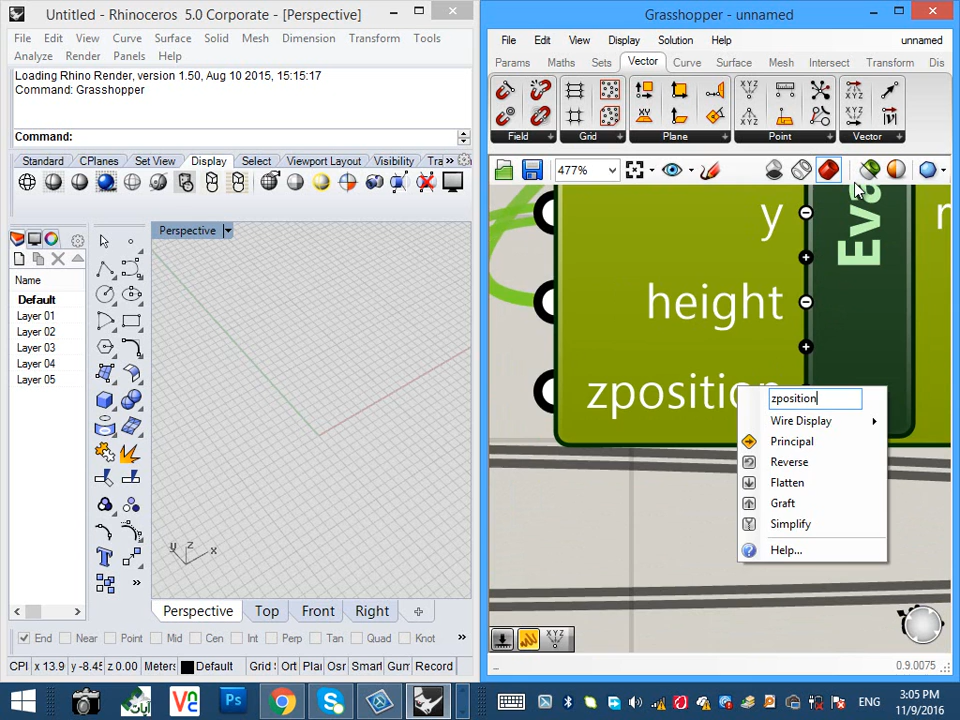 Untitled - Rhinoceros 5.0 Corporate - [Perspective]
File Edit View Curve Surface Solid Mesh Dimension Transform Tools
Analyze Render Panels Help
Loading Rhino Render, version 1.50, Aug 10 2015, 15:15:17
Command: Grasshopper
Command:
Standard CPlanes Set View Display Select Viewport Layout Visibility Tra
Perspective
Name
Default
Layer 01
Layer 02
Layer 03
Layer 04
Layer 05
y z x
Perspective Top Front Right
End Near Point Mid Cen Int Perp Tan Quad Knot
CPl x 13.9 y -8.45 z 0.00 Meters Default Grid S Ort Plan Osn Smart Gum Record
Grasshopper - unnamed
File Edit View Display Solution Help unnamed
Params Maths Sets Vector Curve Surface Mesh Intersect Transform Dis
Field Grid Plane Point Vector
477%
y
Eva
height
zposition
zposition
Wire Display
Principal
Reverse
Flatten
Graft
Simplify
Help...
0.9.0075
ENG
3:05 PM
11/9/2016